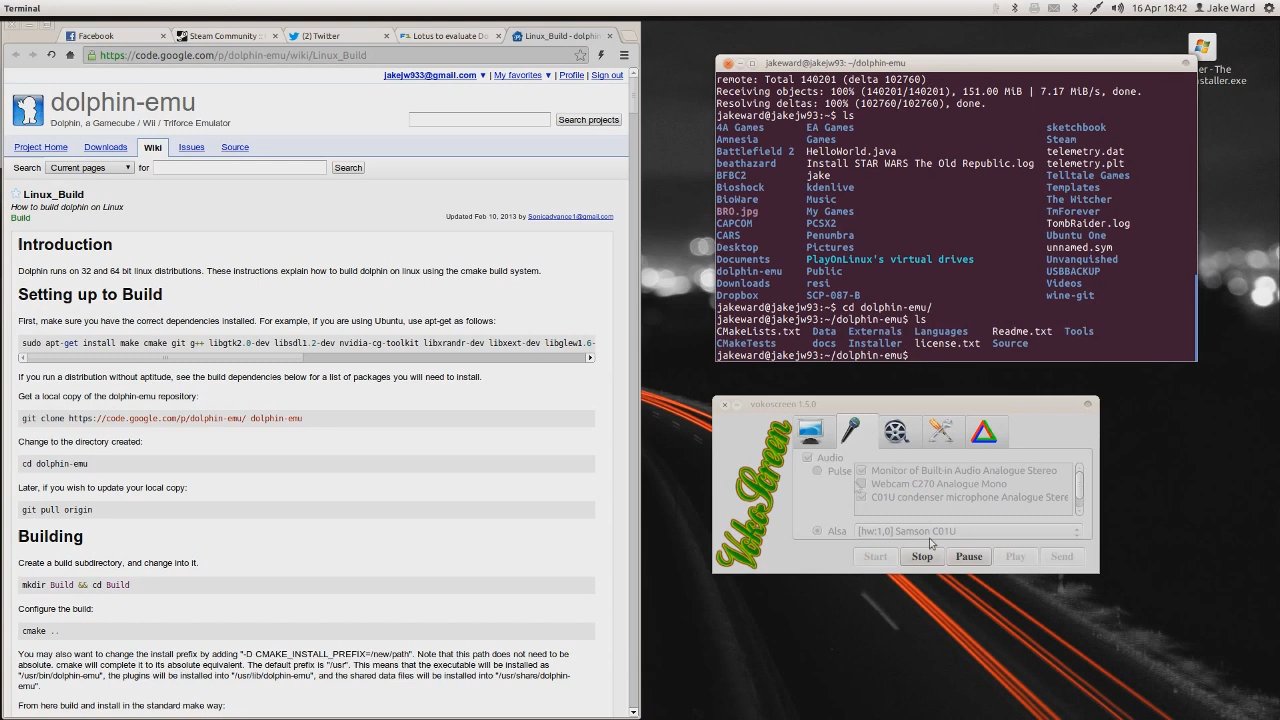 Terminal
16 Apr 18:42
Jake Ward
Facebook
Steam Community :
(2) Twitter
Lotus to evaluate D
Linux_Build - dolphin
https://code.google.com/p/dolphin-emu/wiki/Linux_Build
jakejw933@gmail.com ▼ | My favorites ▼ | Profile | Sign out
dolphin-emu
Dolphin, a Gamecube / Wii / Triforce Emulator
Search projects
Project Home
Downloads
Wiki
Issues
Source
Search
Current pages
for
Search
Linux_Build
How to build dolphin on Linux
Build
Updated Feb 10, 2013 by Sonicadvance1@gmail.com
Introduction
Dolphin runs on 32 and 64 bit linux distributions. These instructions explain how to build dolphin on linux using the cmake build system.
Setting up to Build
First, make sure you have the correct dependencies installed. For example, if you are using Ubuntu, use apt-get as follows:
sudo apt-get install make cmake git g++ libgtk2.0-dev libsdl1.2-dev nvidia-cg-toolkit libxrandr-dev libxext-dev libglew1.6-
If you run a distribution without aptitude, see the build dependencies below for a list of packages you will need to install.
Get a local copy of the dolphin-emu repository:
git clone https://code.google.com/p/dolphin-emu/ dolphin-emu
Change to the directory created:
cd dolphin-emu
Later, if you wish to update your local copy:
git pull origin
Building
Create a build subdirectory, and change into it.
mkdir Build && cd Build
Configure the build:
cmake ..
You may also want to change the install prefix by adding "-D CMAKE_INSTALL_PREFIX=/new/path". Note that this path does not need to be
absolute. cmake will complete it to its absolute equivalent. The default prefix is "/usr". This means that the executable will be installed as
"/usr/bin/dolphin-emu", the plugins will be installed into "/usr/lib/dolphin-emu", and the shared data files will be installed into "/usr/share/dolphin-
emu".
From here build and install in the standard make way:
jakeward@jakejw93: ~/dolphin-emu
remote: Total 140201 (delta 102760)
Receiving objects: 100% (140201/140201), 151.00 MiB | 7.17 MiB/s, done.
Resolving deltas: 100% (102760/102760), done.
jakeward@jakejw93:~$ ls
4A Games EA Games sketchbook
Amnesia Games Steam
Battlefield 2 HelloWorld.java telemetry.dat
beathazard Install STAR WARS The Old Republic.log telemetry.plt
BFBC2 jake Telltale Games
Bioshock kdenlive Templates
BioWare Music The Witcher
BRO.jpg My Games TmForever
CAPCOM PCSX2 TombRaider.log
CARS Penumbra Ubuntu One
Desktop Pictures unnamed.sym
Documents PlayOnLinux's virtual drives Unvanquished
dolphin-emu Public USBBACKUP
Downloads resi Videos
Dropbox SCP-087-B wine-git
jakeward@jakejw93:~$ cd dolphin-emu/
jakeward@jakejw93:~/dolphin-emu$ ls
CMakeLists.txt Data Externals Languages Readme.txt Tools
CMakeTests docs Installer license.txt Source
jakeward@jakejw93:~/dolphin-emu$
er - The
staller.exe
vokoscreen 1.5.0
VokoScreen
Audio
Pulse
Monitor of Built-in Audio Analogue Stereo
Webcam C270 Analogue Mono
C01U condenser microphone Analogue Stere
Alsa
[hw:1,0] Samson C01U
Start
Stop
Pause
Play
Send